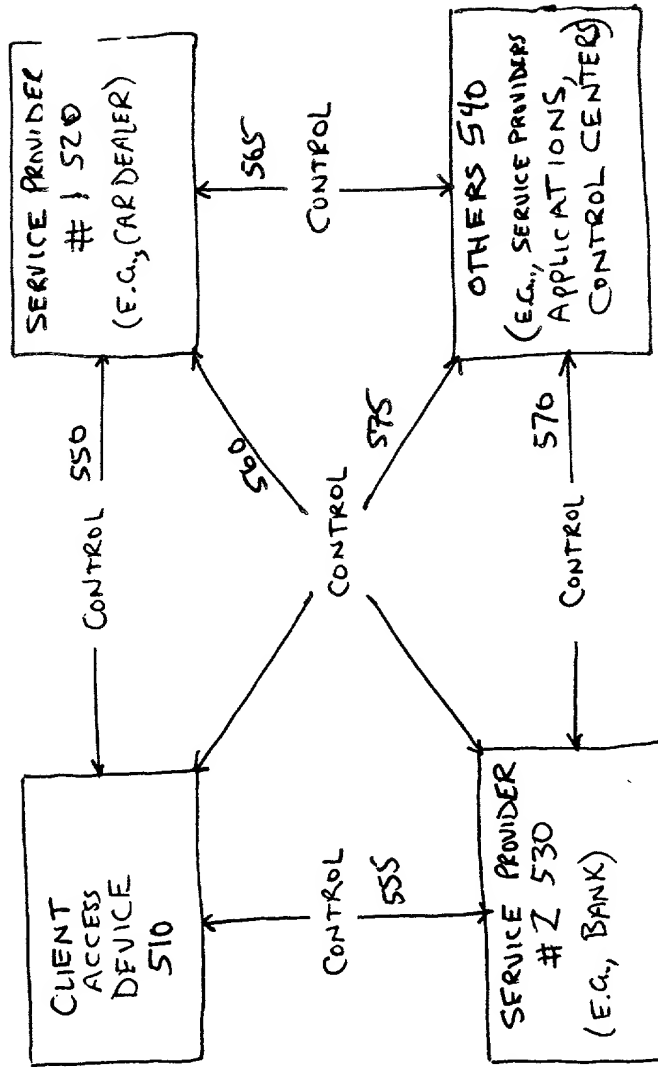 CLIENT
ACCESS
DEVICE
510
CONTROL 550
SERVICE PROVIDER
# 1 520
(E.G., CAR DEALER)
CONTROL
555
560
CONTROL
575
565
CONTROL
SERVICE PROVIDER
# 2 530
(E.G., BANK)
CONTROL 570
OTHERS 540
(E.G., SERVICE PROVIDERS
APPLICATIONS,
CONTROL CENTERS)